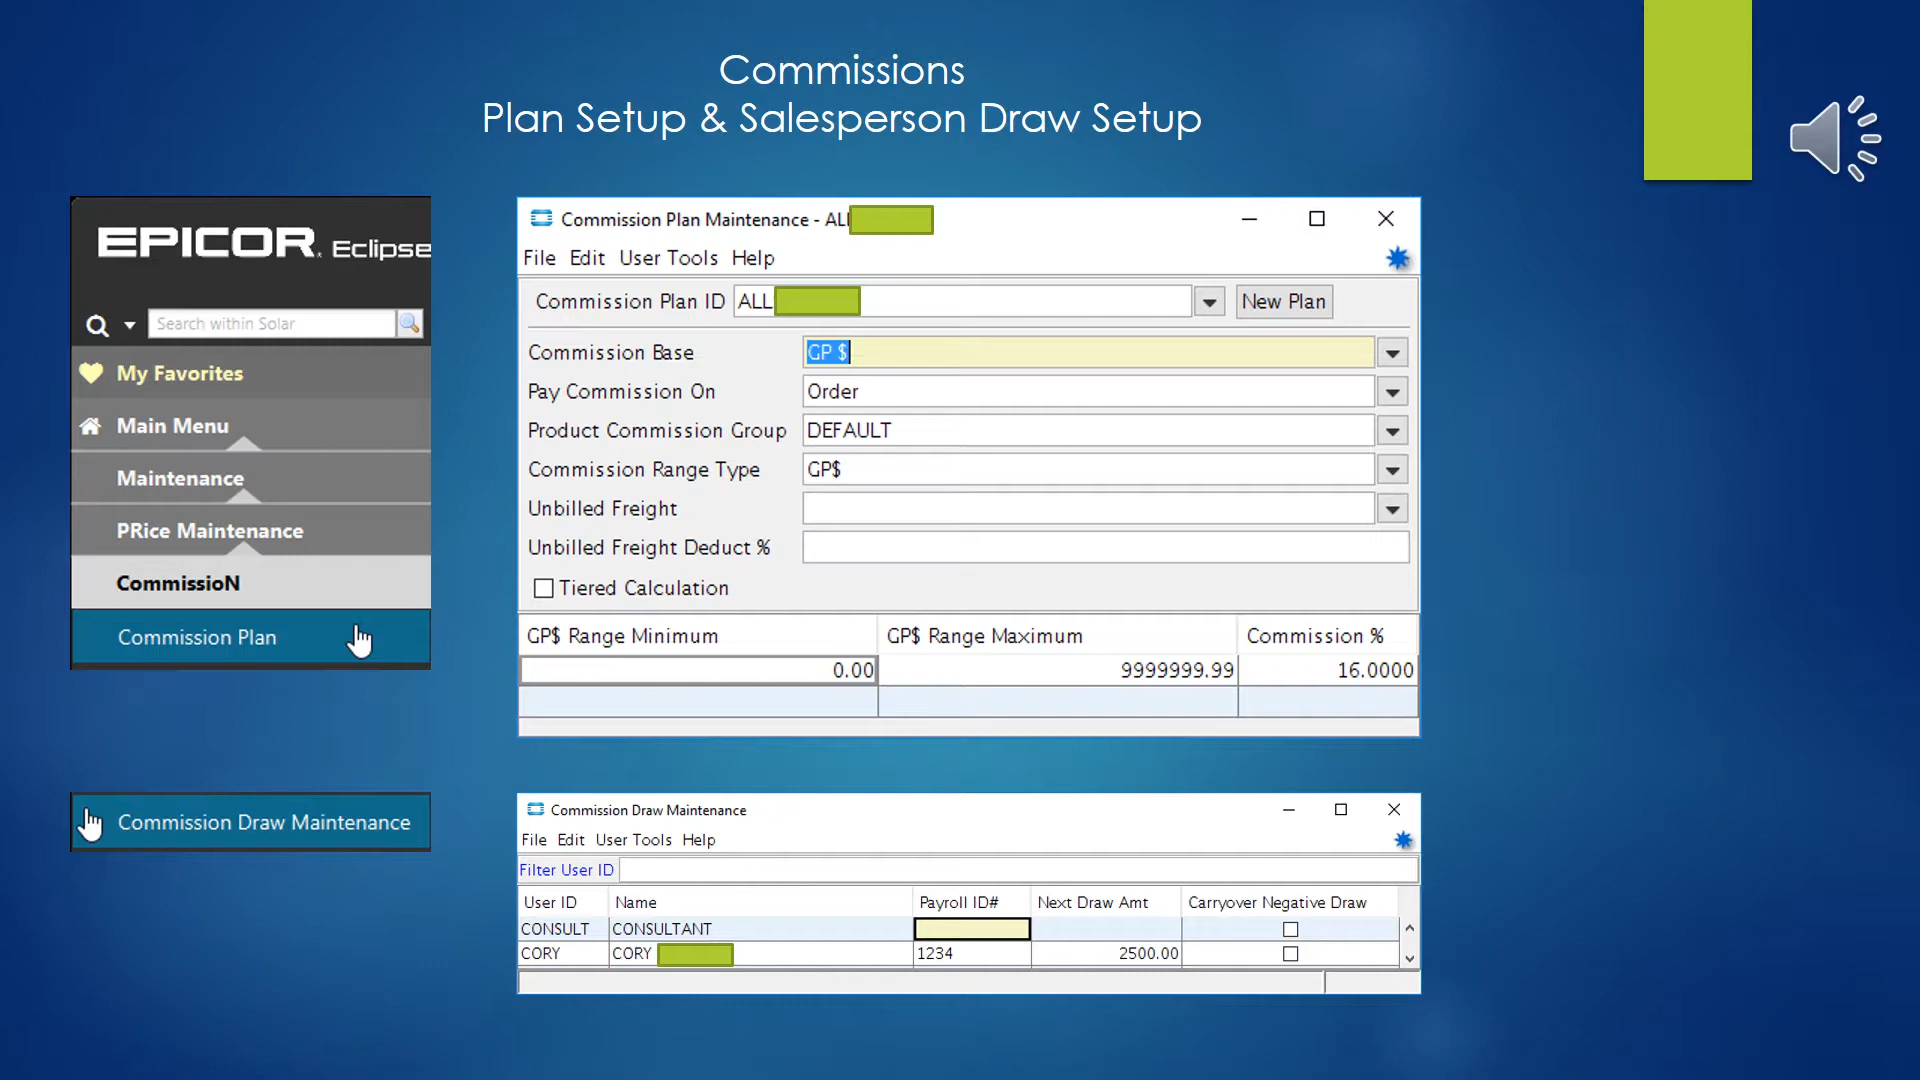 Commissions
Plan Setup & Salesperson Draw Setup
EPICOR. Eclipse
Search within Solar
My Favorites
Main Menu
Maintenance
PRice Maintenance
CommissioN
Commission Plan
Commission Plan Maintenance - ALL
File Edit User Tools Help
Commission Plan ID ALL New Plan
Commission Base GP $
Pay Commission On Order
Product Commission Group DEFAULT
Commission Range Type GP$
Unbilled Freight
Unbilled Freight Deduct %
Tiered Calculation
GP$ Range Minimum GP$ Range Maximum Commission %
0.00 9999999.99 16.0000
Commission Draw Maintenance
Commission Draw Maintenance
File Edit User Tools Help
Filter User ID
User ID Name Payroll ID# Next Draw Amt Carryover Negative Draw
CONSULT CONSULTANT
CORY CORY 1234 2500.00